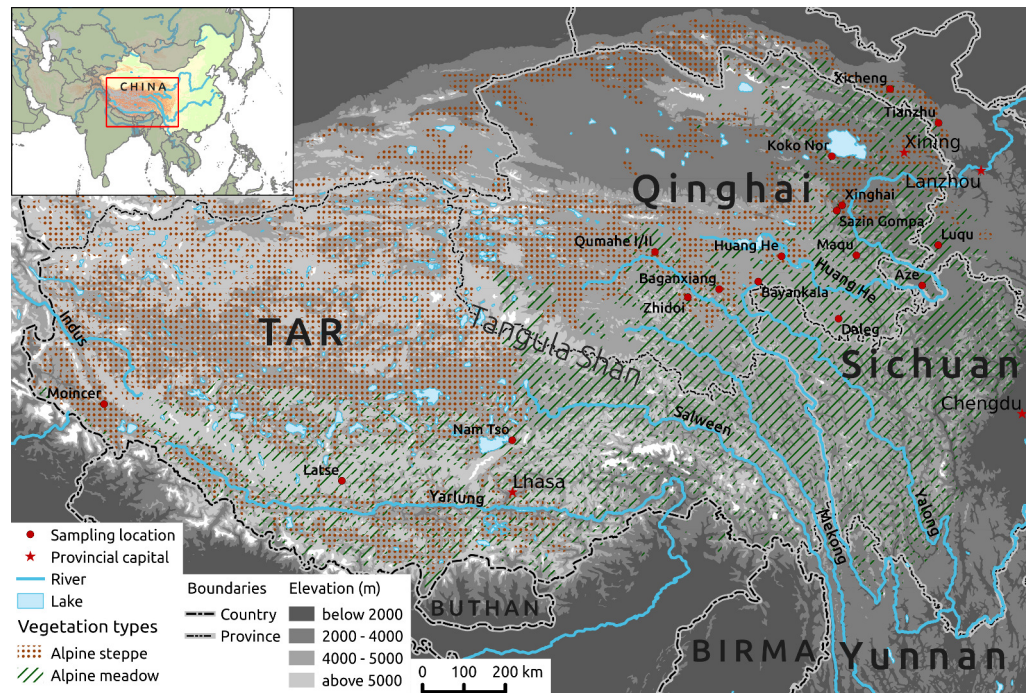 CHINA
Xicheng
Tianzhu
Koko Nor
Xining
Lanzhou
Qinghai
Xinghai
Sazin Gompa
Luqu
Qumahe I/II
Huang He
Maqu
Huang He
Aze
Baganxiang
Bayankala
Zhidoi
Daleg
Indus
TAR
Tangula Shan
Sichuan
Moincer
Chengdu
Nam Tso
Salween
Latse
Lhasa
Yarlung
Yalong
Mekong
Sampling location
Provincial capital
River
Lake
Vegetation types
Alpine steppe
Alpine meadow
Boundaries
Country
Province
Elevation (m)
below 2000
2000 - 4000
4000 - 5000
above 5000
BUTHAN
BIRMA
Yunnan
0 100 200 km